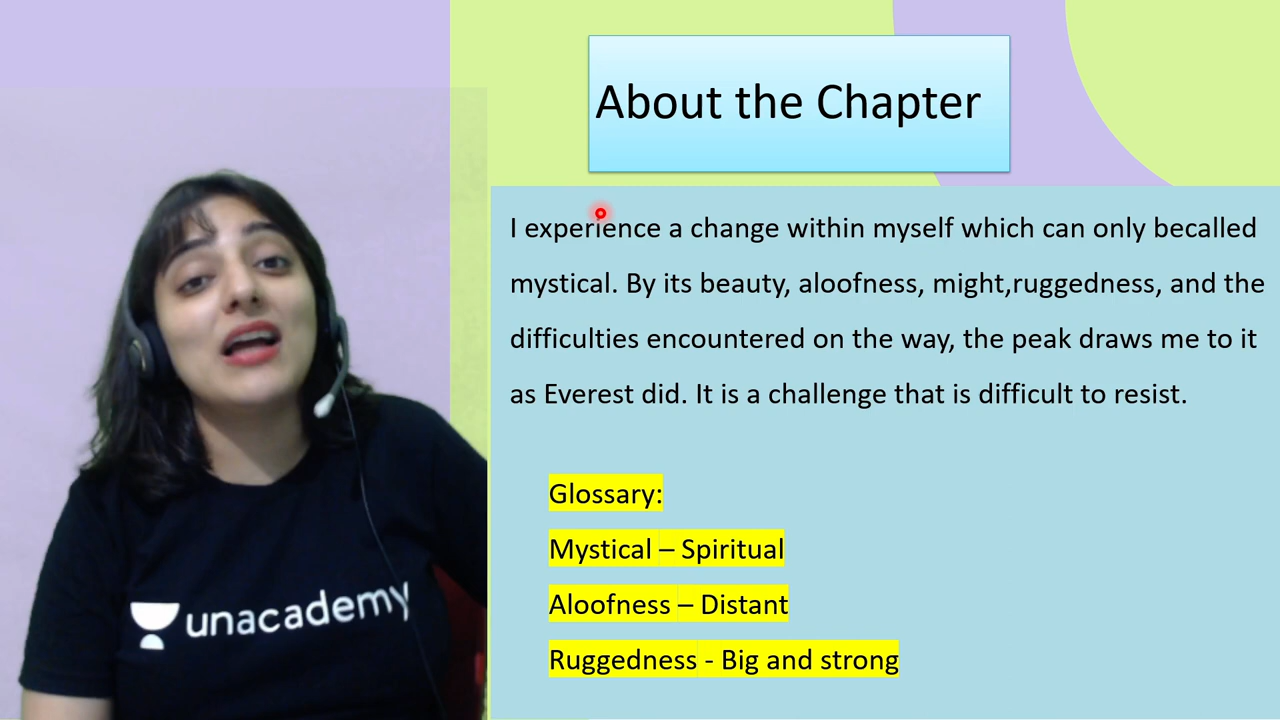 About the Chapter
I experience a change within myself which can only becalled
mystical. By its beauty, aloofness, might,ruggedness, and the
difficulties encountered on the way, the peak draws me to it
as Everest did. It is a challenge that is difficult to resist.
Glossary:
Mystical – Spiritual
Aloofness – Distant
Ruggedness - Big and strong
unacademy